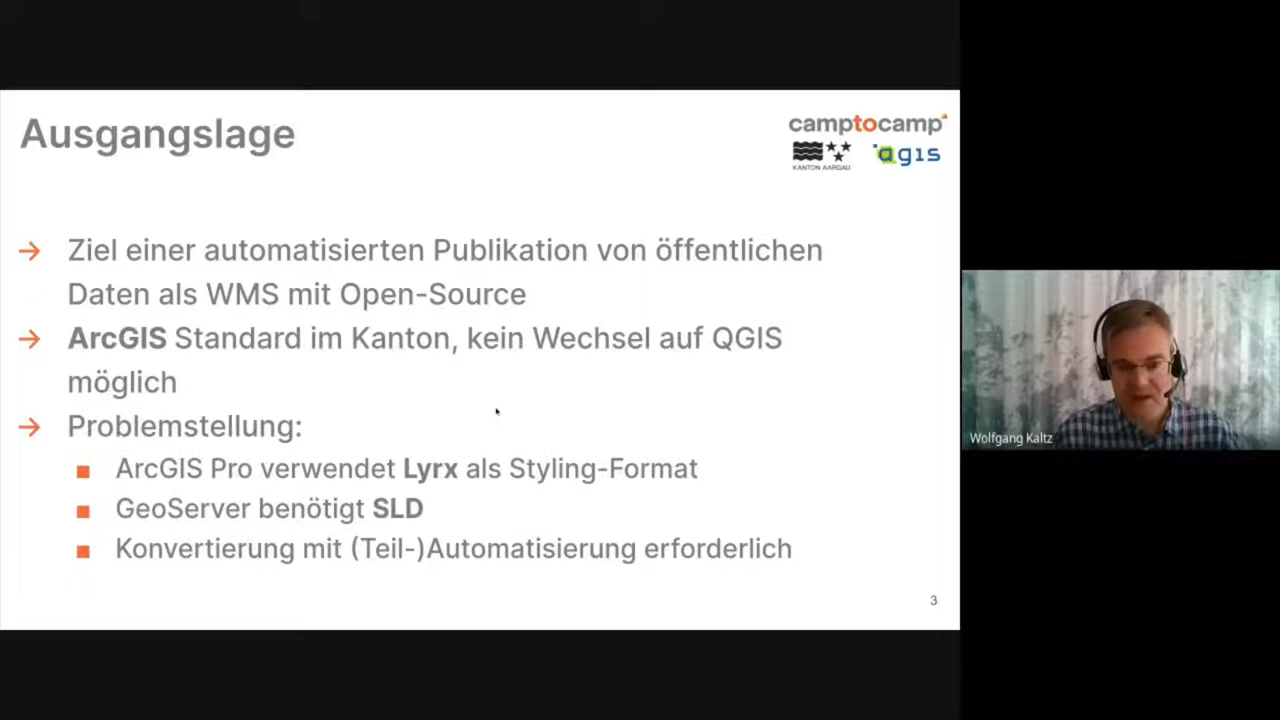 Ausgangslage
camptocamp
KANTON AARGAU
agis
→ Ziel einer automatisierten Publikation von öffentlichen
Daten als WMS mit Open-Source
→ ArcGIS Standard im Kanton, kein Wechsel auf QGIS
möglich
→ Problemstellung:
■ ArcGIS Pro verwendet Lyrx als Styling-Format
■ GeoServer benötigt SLD
■ Konvertierung mit (Teil-)Automatisierung erforderlich
3
Wolfgang Kaltz